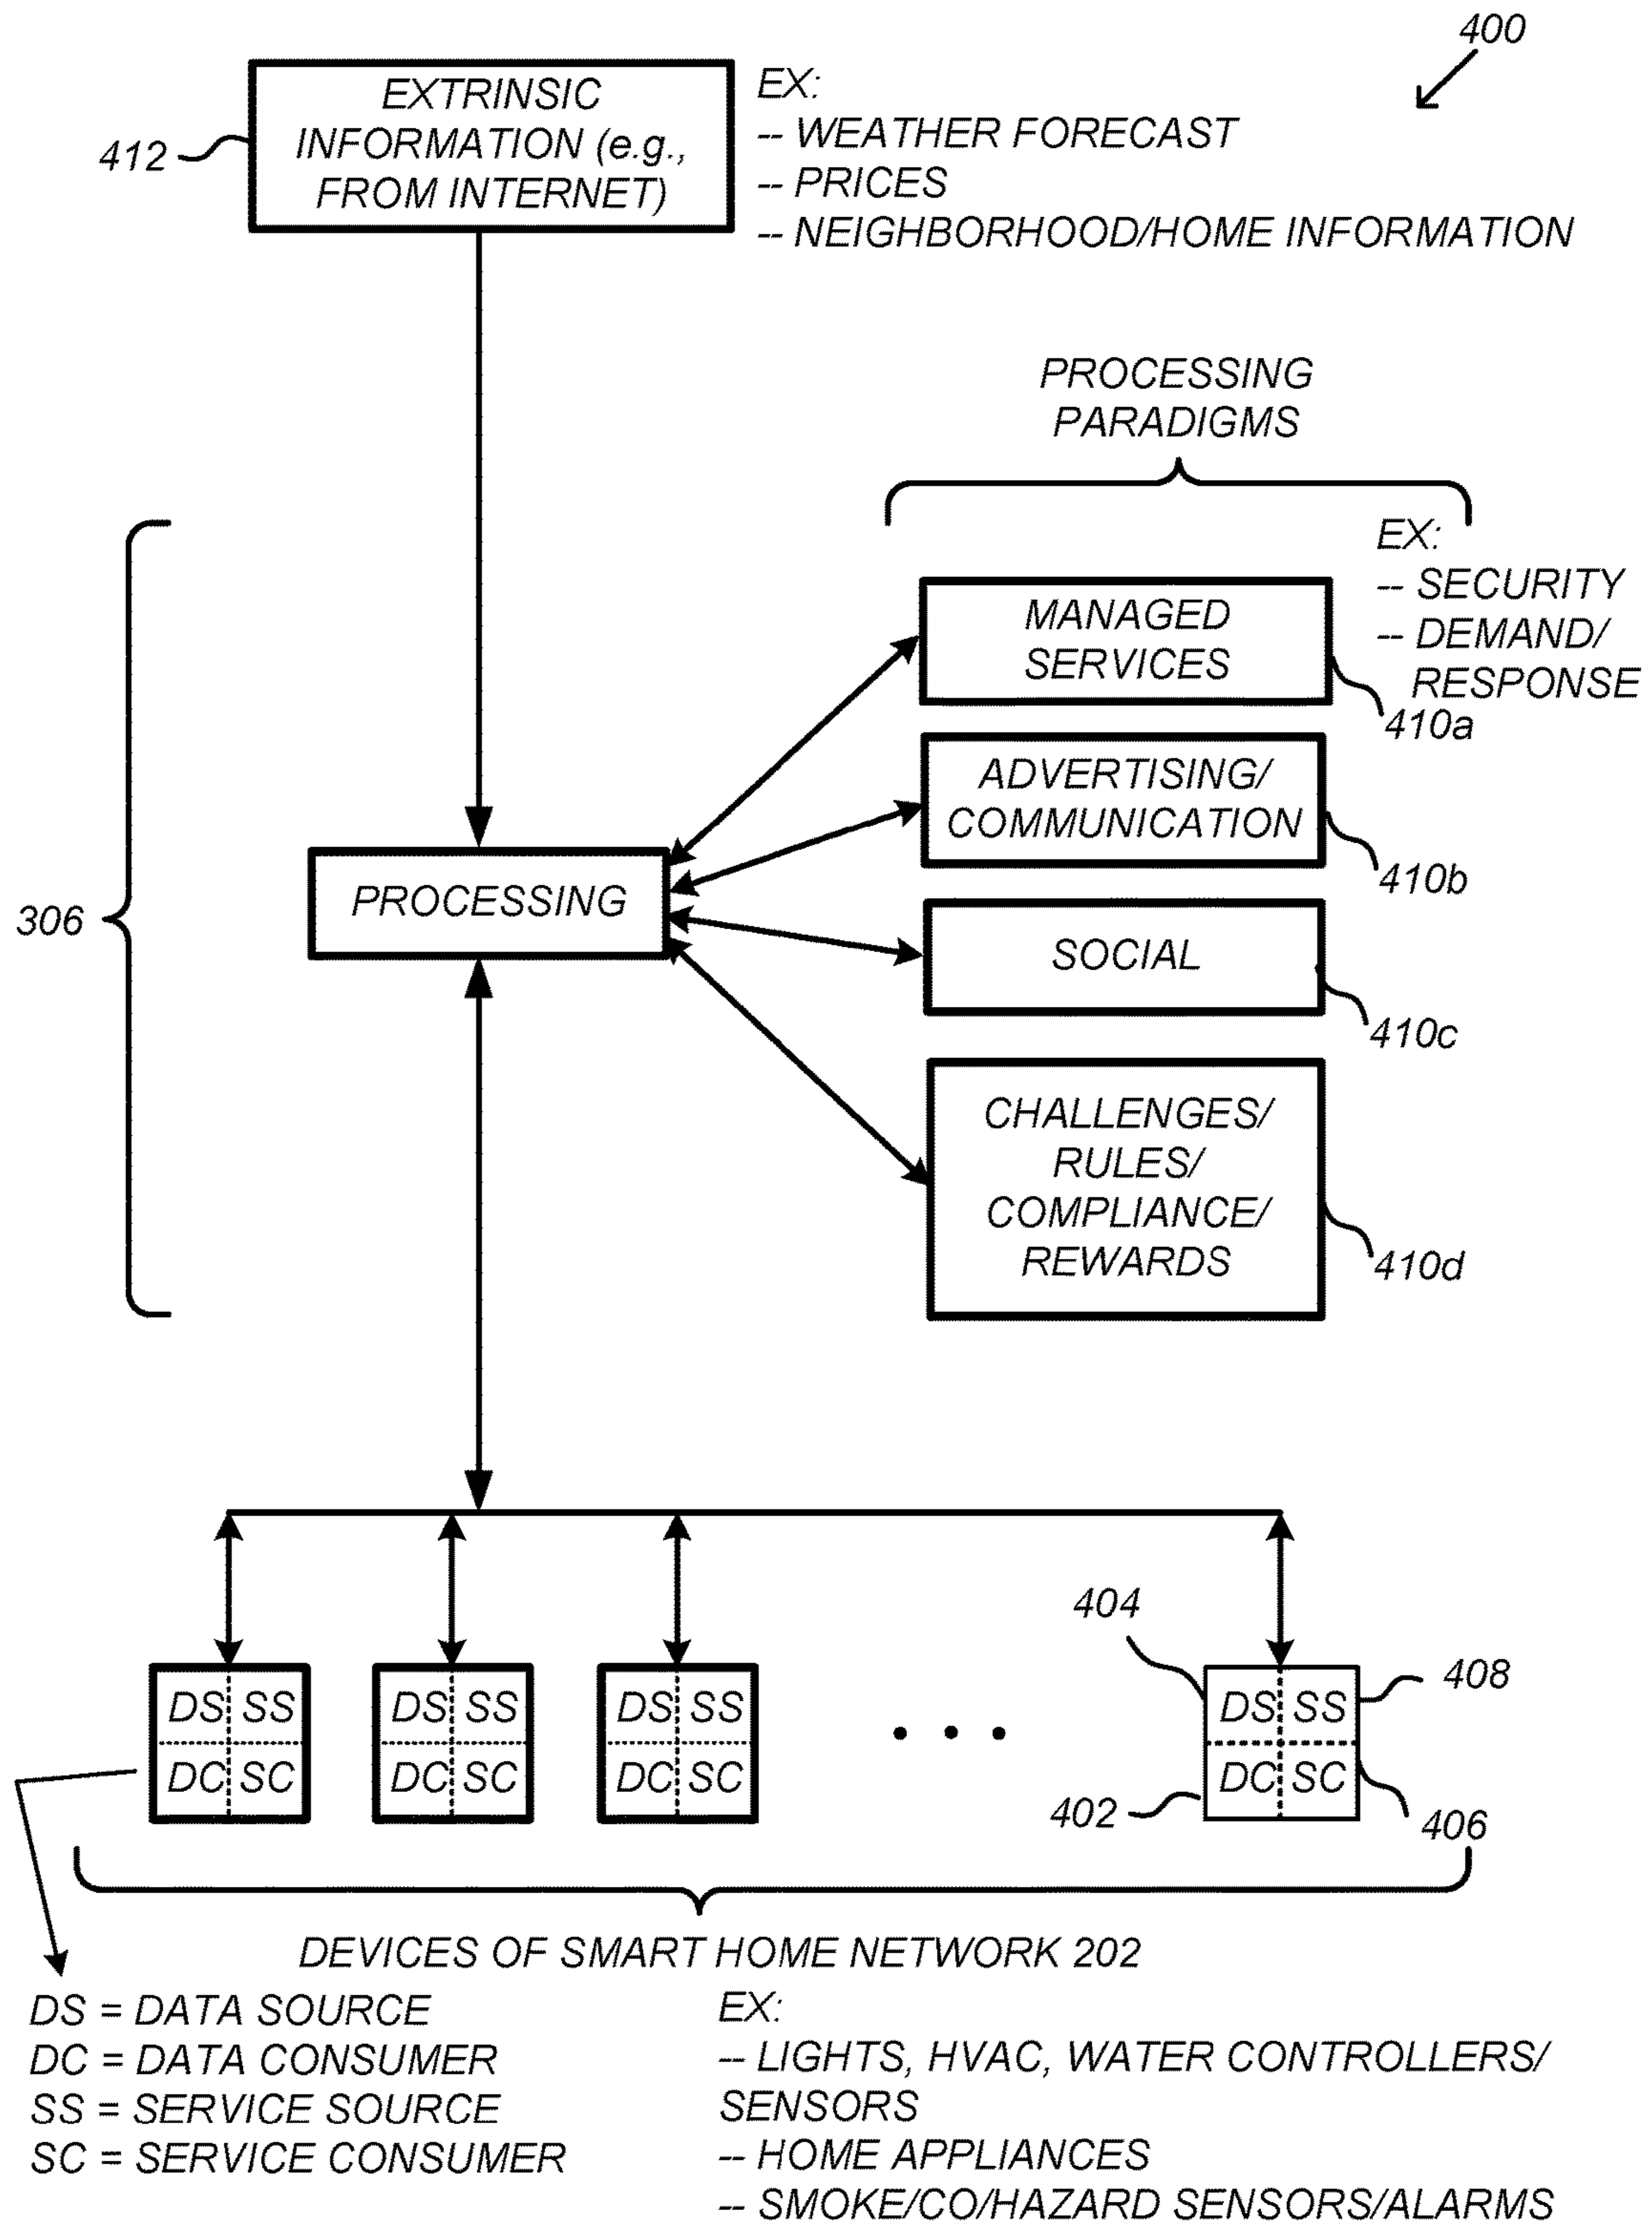 400
EXTRINSIC
INFORMATION (e.g.,
FROM INTERNET)
412
EX:
-- WEATHER FORECAST
-- PRICES
-- NEIGHBORHOOD/HOME INFORMATION
PROCESSING
PARADIGMS
EX:
-- SECURITY
-- DEMAND/
RESPONSE
MANAGED
SERVICES
410a
ADVERTISING/
COMMUNICATION
410b
306
PROCESSING
SOCIAL
410c
CHALLENGES/
RULES/
COMPLIANCE/
REWARDS
410d
404
408
DS SS
DC SC
DS SS
DC SC
DS SS
DC SC
. . .
DS SS
DC SC
402
406
DEVICES OF SMART HOME NETWORK 202
DS = DATA SOURCE
DC = DATA CONSUMER
SS = SERVICE SOURCE
SC = SERVICE CONSUMER
EX:
-- LIGHTS, HVAC, WATER CONTROLLERS/
SENSORS
-- HOME APPLIANCES
-- SMOKE/CO/HAZARD SENSORS/ALARMS